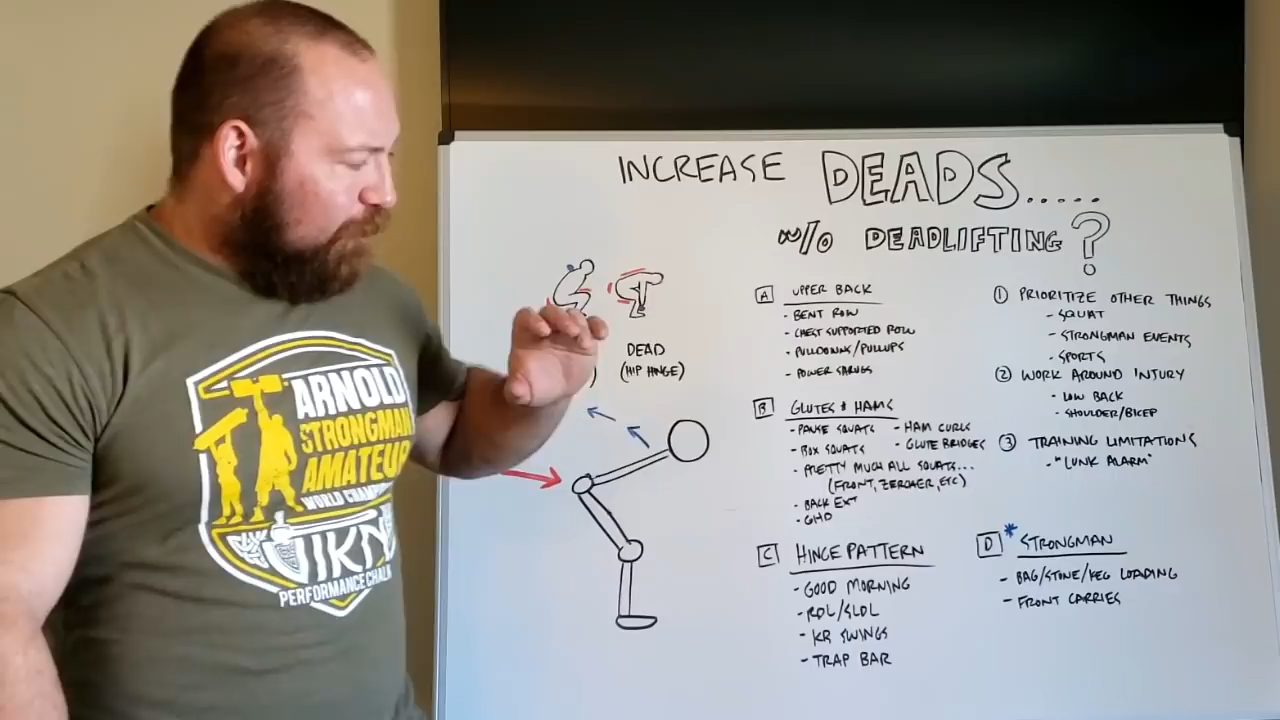 INCREASE DEADS.....
W/O DEADLIFTING?
DEAD
(HIP HINGE)
A UPPER BACK
- BENT ROW
- CHEST SUPPORTED ROW
- PULLDOWNS/PULLUPS
- POWER SHRUGS
B GLUTES & HAMS
- PAUSE SQUATS
- BOX SQUATS
- PRETTY MUCH ALL SQUATS...
(FRONT, ZERCHER, ETC)
- BACK EXT
- GHD
- HAM CURLS
- GLUTE BRIDGES
C HINGE PATTERN
- GOOD MORNING
- RDL/SLDL
- KB SWINGS
- TRAP BAR
1 PRIORITIZE OTHER THINGS
- SQUAT
- STRONGMAN EVENTS
- SPORTS
2 WORK AROUND INJURY
- LOW BACK
- SHOULDER/BICEP
3 TRAINING LIMITATIONS
- "LUNK ALARM"
D * STRONGMAN
- BAG/STONE/KEG LOADING
- FRONT CARRIES
ARNOLD
STRONGMAN
AMATEUR
WORLD
PERFORMANCE CHALK